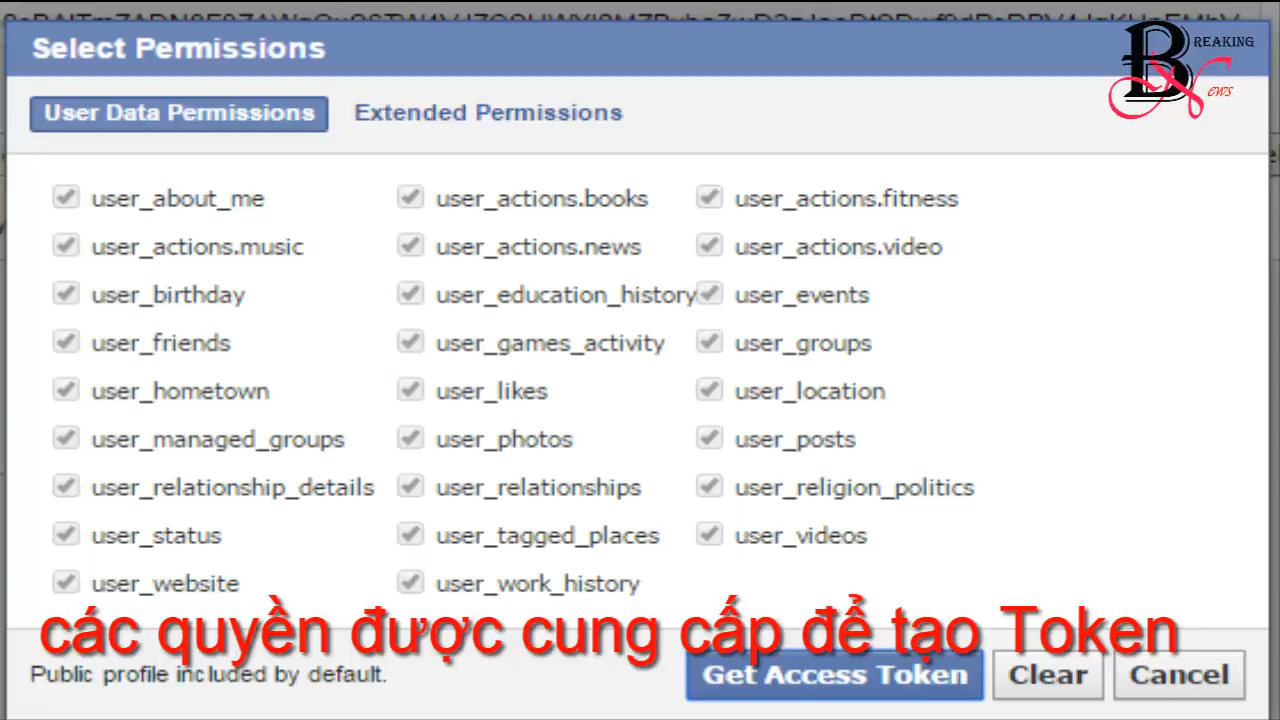 Select Permissions
BREAKING
News
User Data Permissions Extended Permissions
user_about_me user_actions.books user_actions.fitness
user_actions.music user_actions.news user_actions.video
user_birthday user_education_history user_events
user_friends user_games_activity user_groups
user_hometown user_likes user_location
user_managed_groups user_photos user_posts
user_relationship_details user_relationships user_religion_politics
user_status user_tagged_places user_videos
user_website user_work_history
các quyền được cung cấp để tạo Token
Public profile included by default. Get Access Token Clear Cancel